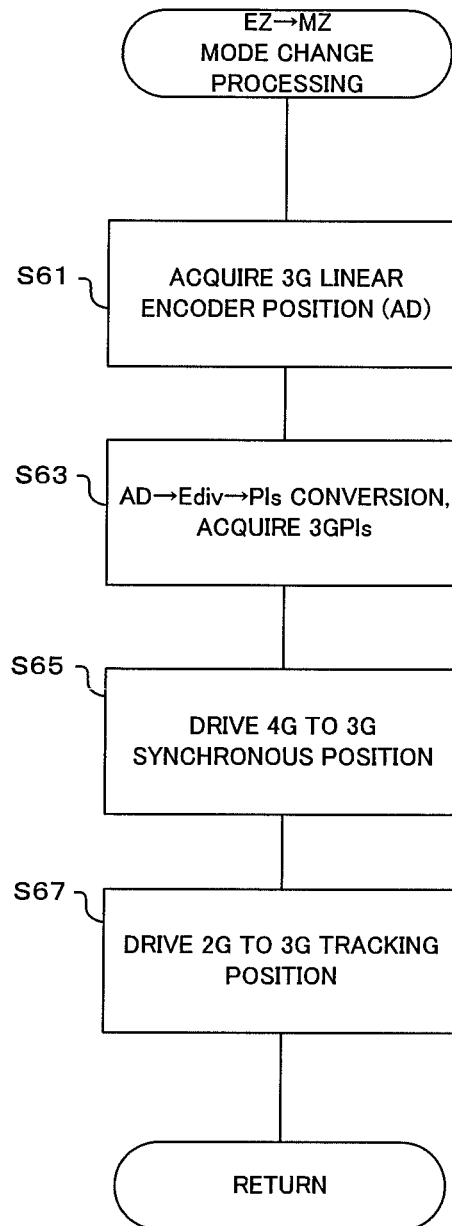 EZ→MZ
MODE CHANGE
PROCESSING
S61
ACQUIRE 3G LINEAR
ENCODER POSITION (AD)
S63
AD→Ediv→Pls CONVERSION,
ACQUIRE 3GPls
S65
DRIVE 4G TO 3G
SYNCHRONOUS POSITION
S67
DRIVE 2G TO 3G TRACKING
POSITION
RETURN